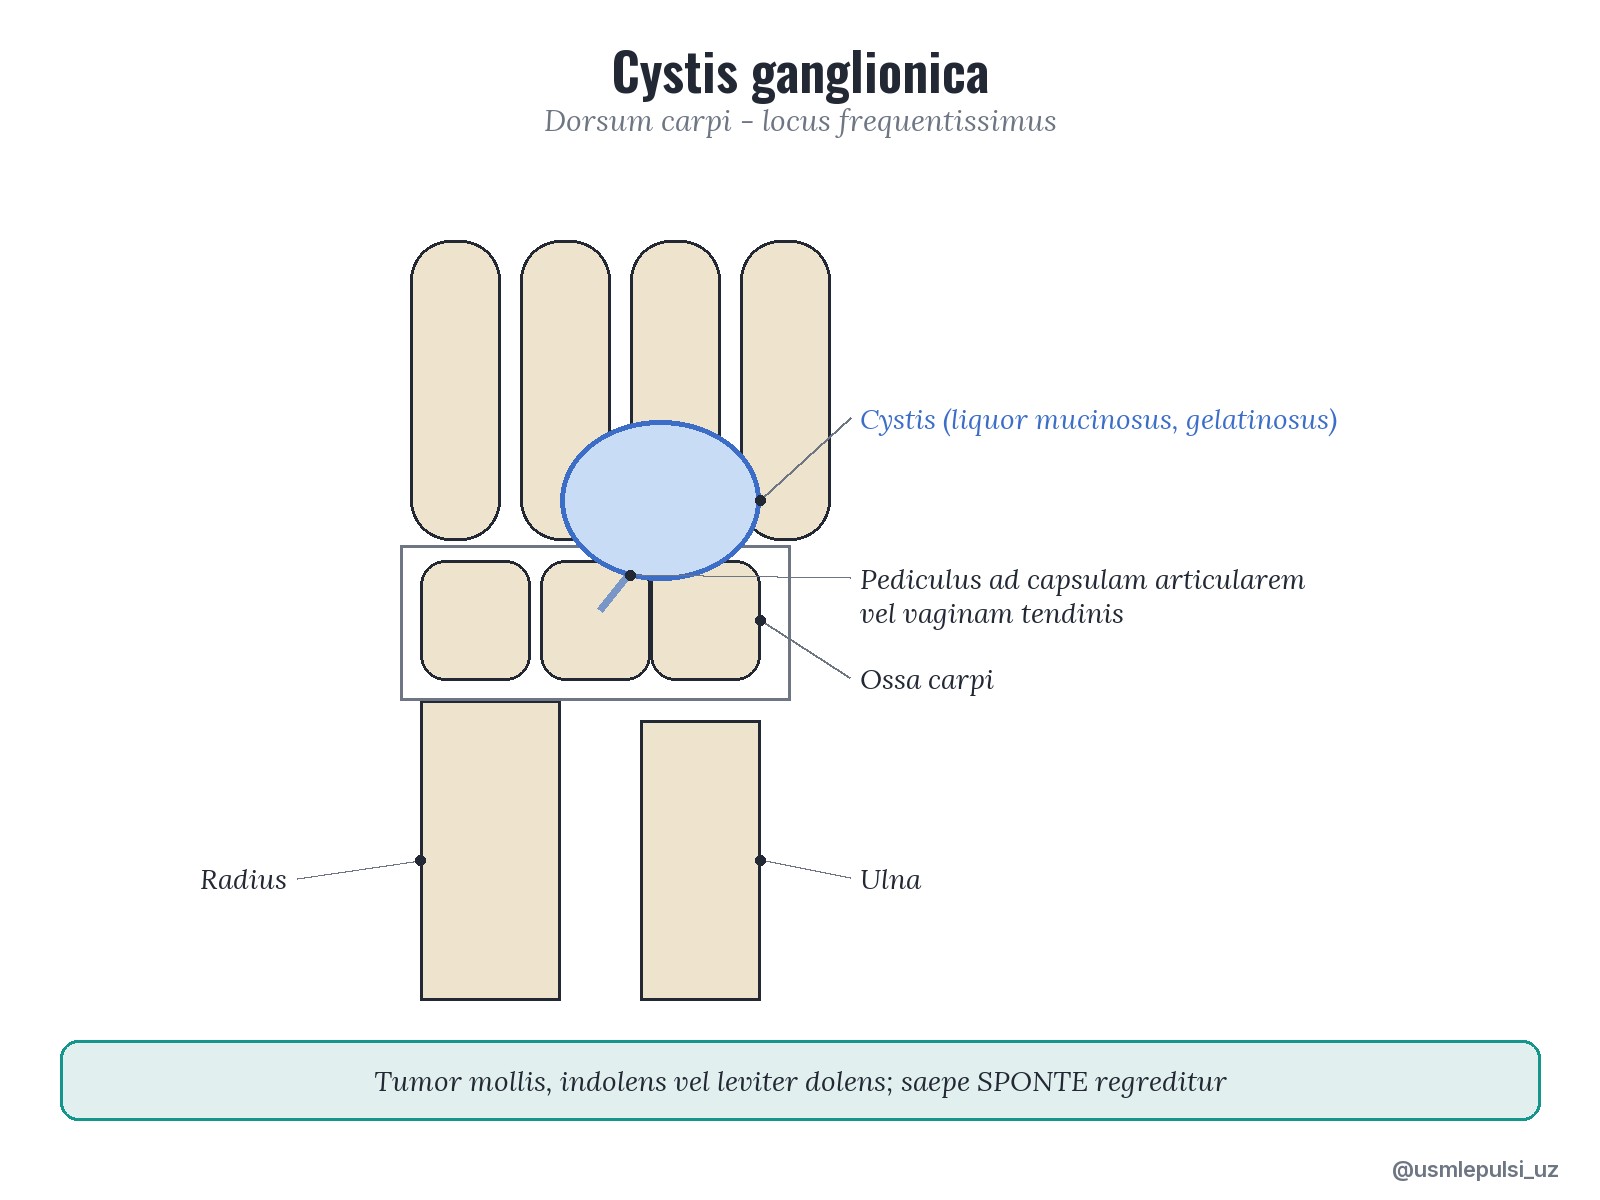 Cystis ganglionica
Dorsum carpi - locus frequentissimus
Cystis (liquor mucinosus, gelatinosus)
Pediculus ad capsulam articularem
vel vaginam tendinis
Ossa carpi
Radius
Ulna
Tumor mollis, indolens vel leviter dolens; saepe SPONTE regreditur
@usmlepulsi_uz